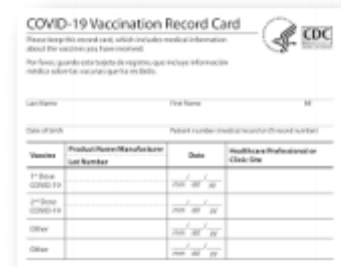 COVID-19 Vaccination Record Card
CDC
Please keep this record card, which includes medical information
about the vaccines you have received.
Por favor, guarde esta tarjeta de registro, que incluye información
médica sobre las vacunas que ha recibido.
Last Name First Name MI
Date of birth Patient number (medical record or IIS record number)
Vaccine Product Name/Manufacturer Date Healthcare Professional or
Lot Number Clinic Site
1st Dose
COVID-19
mm dd yy
2nd Dose
COVID-19
mm dd yy
Other
mm dd yy
Other
mm dd yy